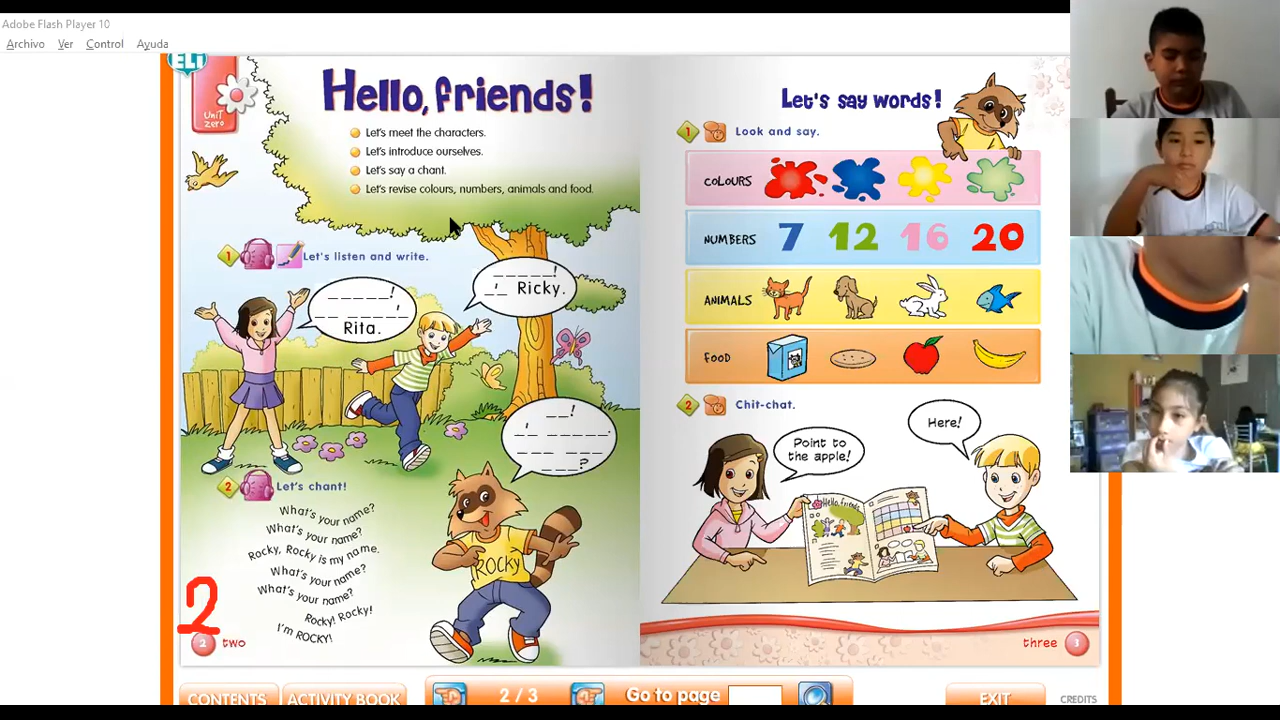 Adobe Flash Player 10
Archivo Ver Control Ayuda
ELi
UniT
zero
Hello, friends!
Let's meet the characters.
Let's introduce ourselves.
Let's say a chant.
Let's revise colours, numbers, animals and food.
1 Let's listen and write.
_ _ _ _ _!
_ _ _ _ _'
Rita.
_ _ _ _ _!
_'_ Ricky.
_ _!
_'_ _ _ _ _ _.
_ _ _ _ _ _
_ _ _ _?
2 Let's chant!
What's your name?
What's your name?
Rocky, Rocky is my name.
What's your name?
What's your name?
Rocky! Rocky!
I'm ROCKY!
ROCKY
2
2 two
Let's say words!
1 Look and say.
COLOURS
NUMBERS 7 12 16 20
ANIMALS
FOOD
2 Chit-chat.
Point to
the apple!
Here!
Hello, friends!
three 3
CONTENTS ACTIVITY BOOK 2 / 3 Go to page EXIT CREDITS